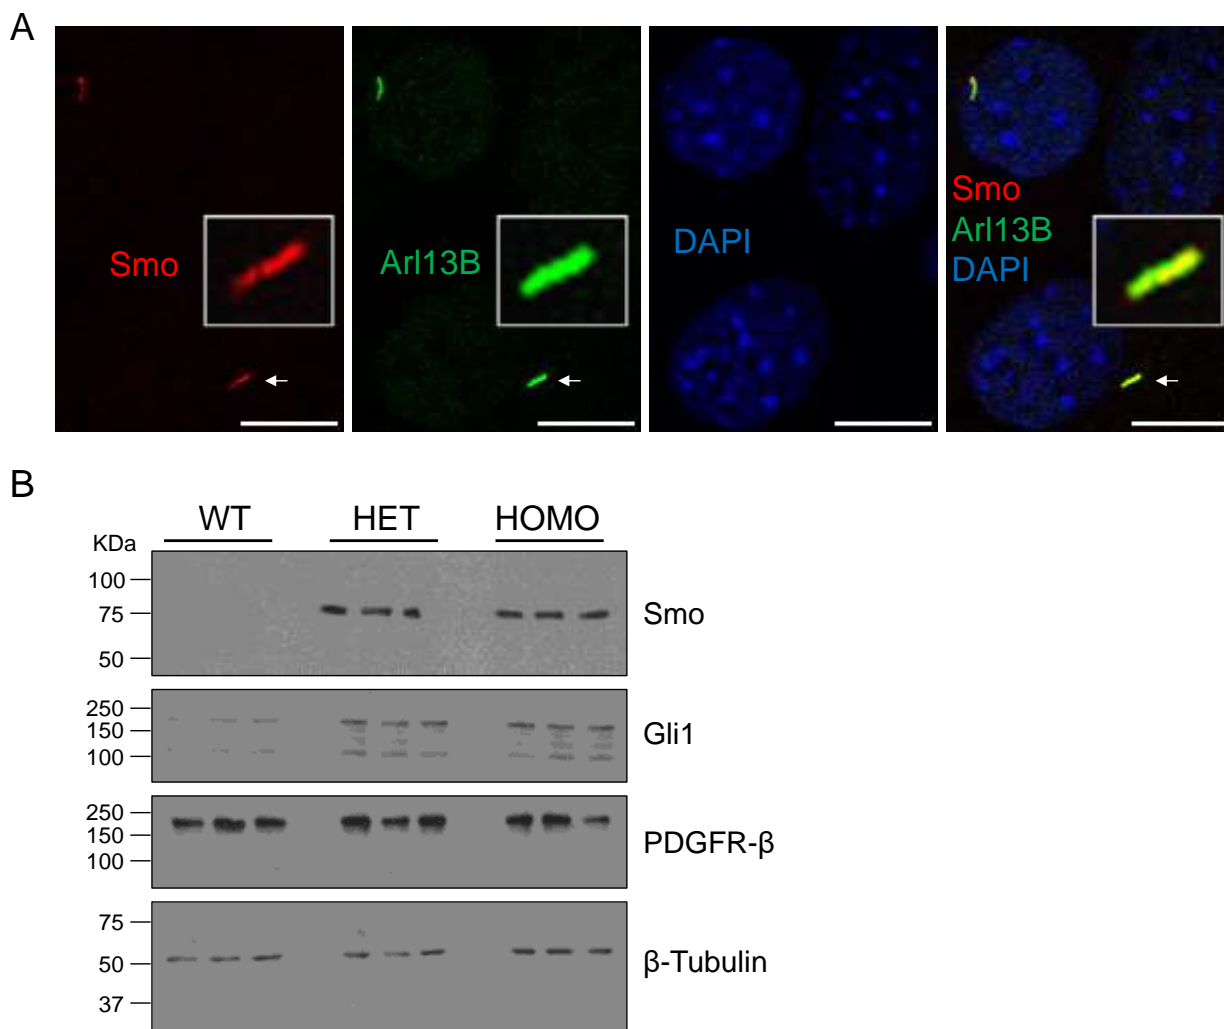 A
Smo
Arl13B
DAPI
Smo
Arl13B
DAPI
B
WT HET HOMO
KDa
100
75
50
Smo
250
150
100
Gli1
250
150
100
PDGFR-β
75
50
37
β-Tubulin